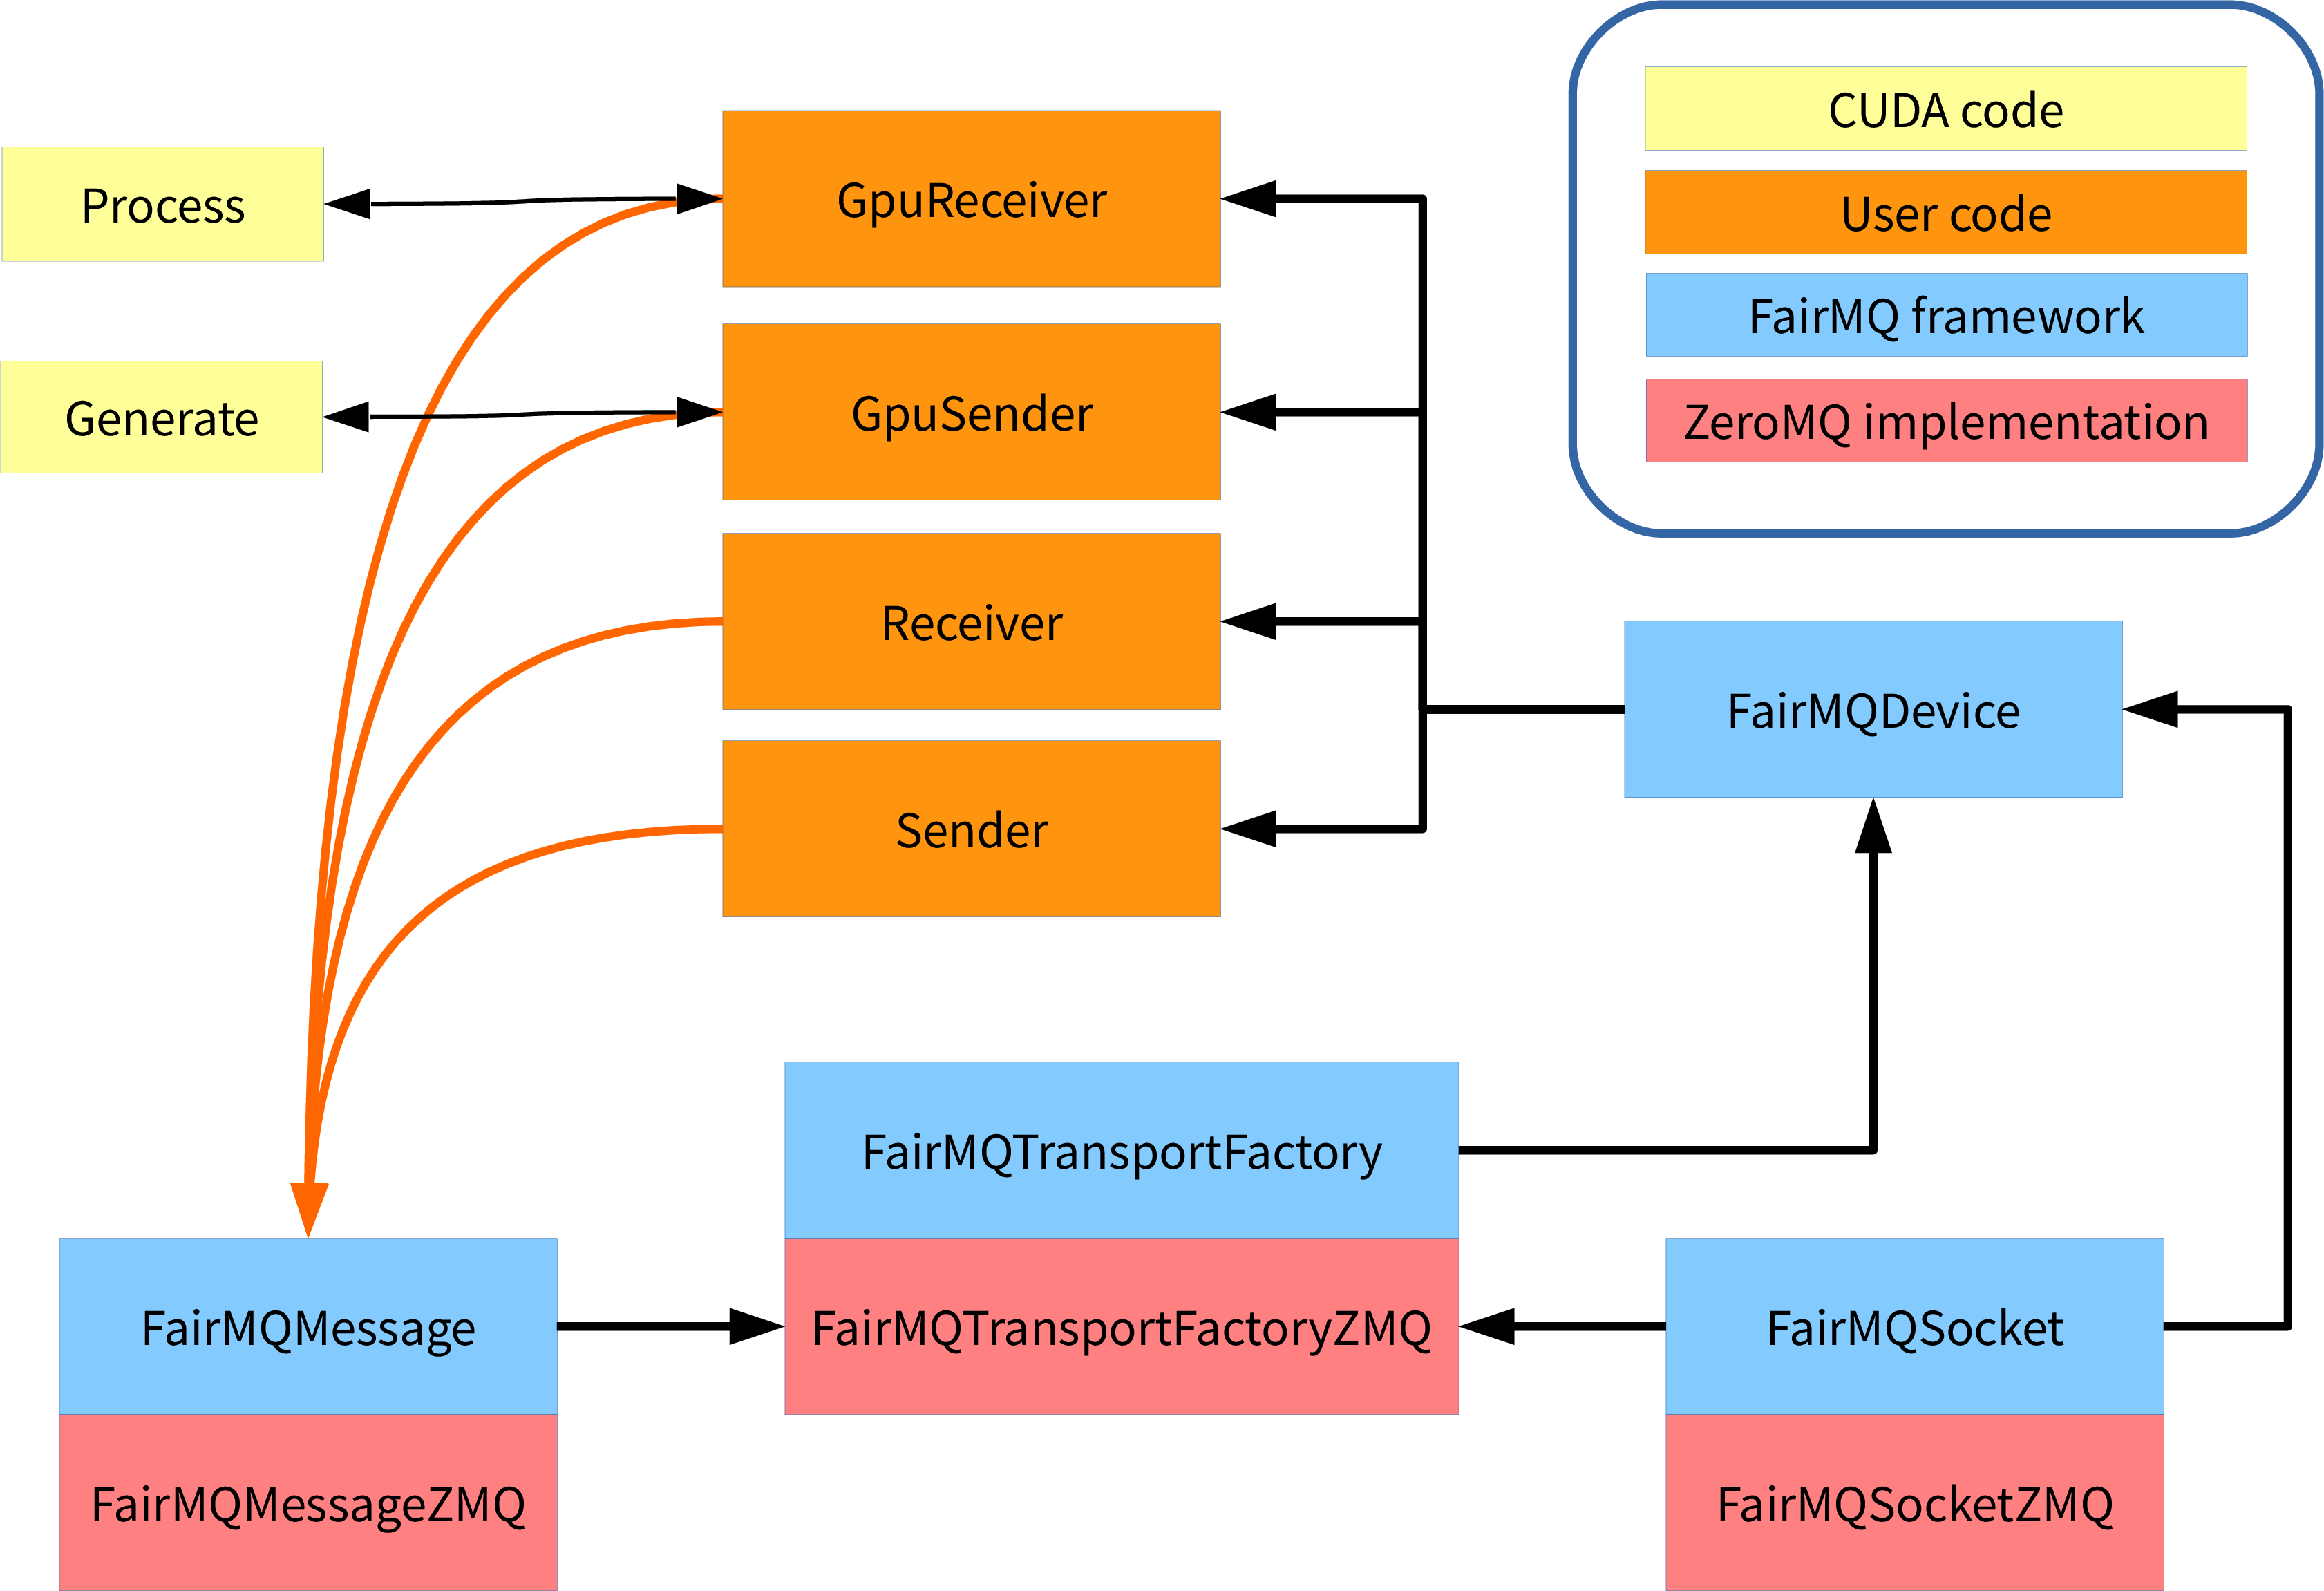 CUDA code
User code
FairMQ framework
ZeroMQ implementation
Process
GpuReceiver
Generate
GpuSender
Receiver
Sender
FairMQDevice
FairMQTransportFactory
FairMQTransportFactoryZMQ
FairMQMessage
FairMQMessageZMQ
FairMQSocket
FairMQSocketZMQ